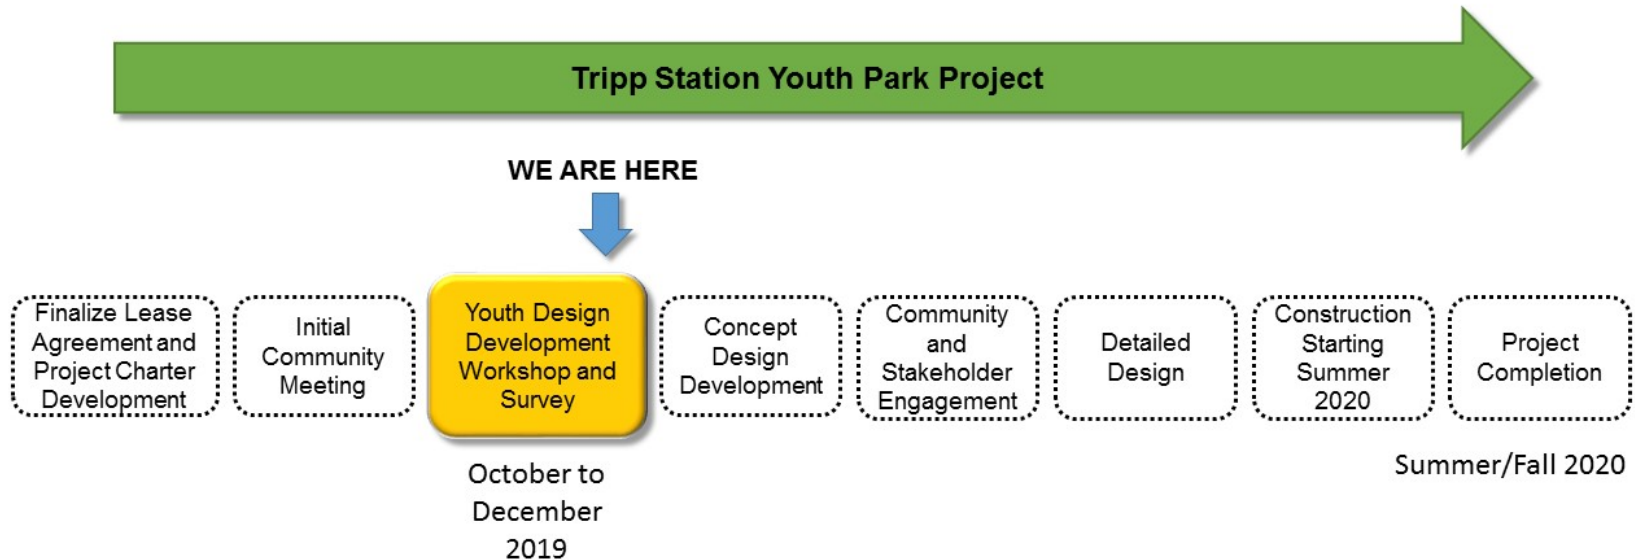 Tripp Station Youth Park Project
WE ARE HERE
Finalize Lease
Agreement and
Project Charter
Development
Initial
Community
Meeting
Youth Design
Development
Workshop and
Survey
Concept
Design
Development
Community
and
Stakeholder
Engagement
Detailed
Design
Construction
Starting
Summer
2020
Project
Completion
October to
December
2019
Summer/Fall 2020